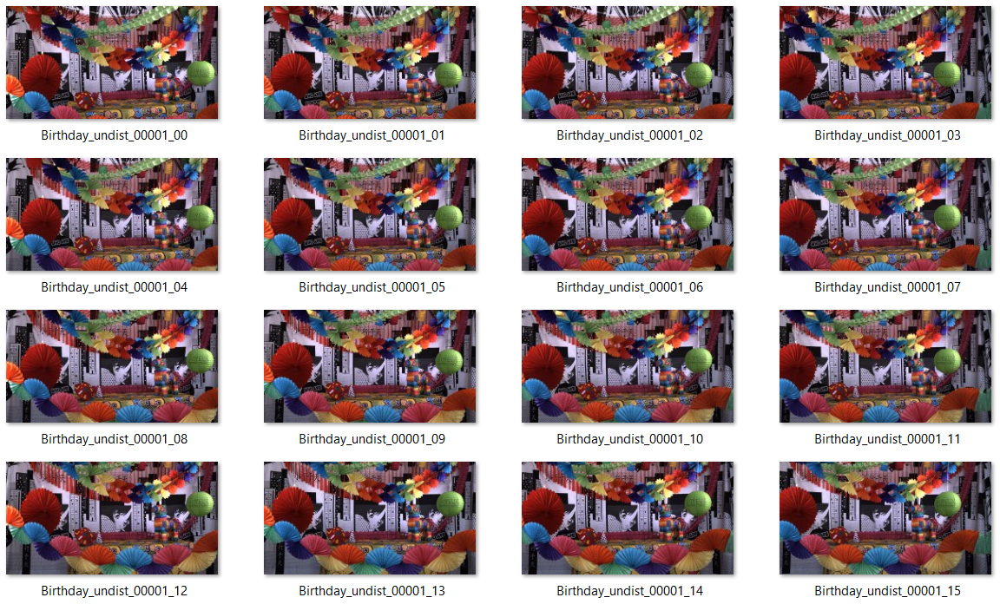 Birthday_undist_00001_00
Birthday_undist_00001_01
Birthday_undist_00001_02
Birthday_undist_00001_03
Birthday_undist_00001_04
Birthday_undist_00001_05
Birthday_undist_00001_06
Birthday_undist_00001_07
Birthday_undist_00001_08
Birthday_undist_00001_09
Birthday_undist_00001_10
Birthday_undist_00001_11
Birthday_undist_00001_12
Birthday_undist_00001_13
Birthday_undist_00001_14
Birthday_undist_00001_15